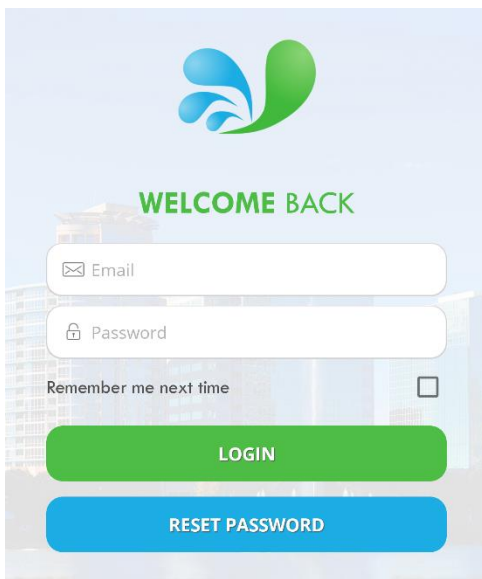 WELCOME BACK
Email
Password
Remember me next time
LOGIN
RESET PASSWORD